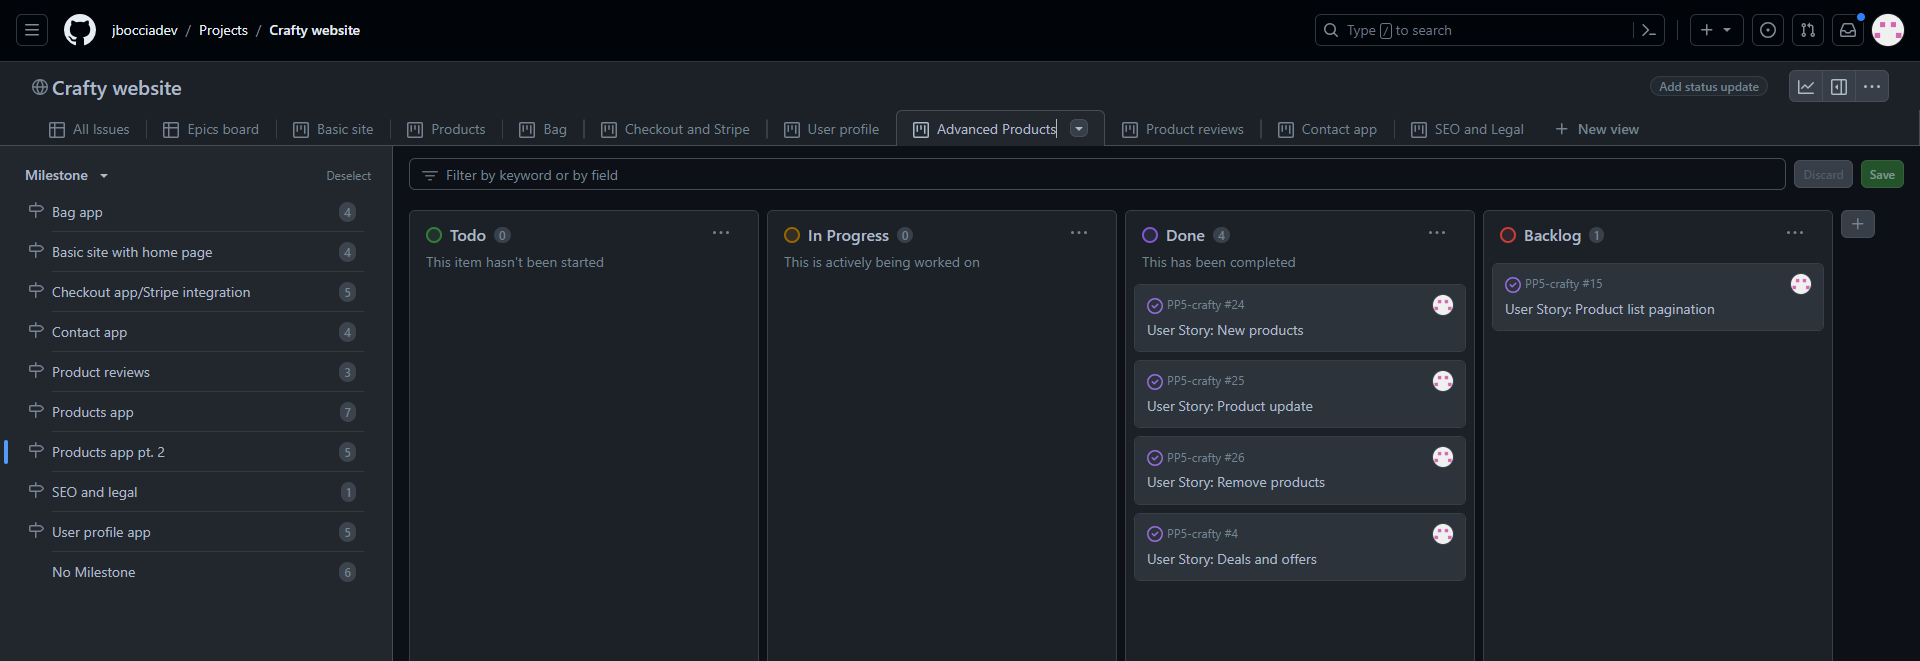 jbocciadev / Projects / Crafty website
Type / to search
Crafty website
Add status update
All Issues
Epics board
Basic site
Products
Bag
Checkout and Stripe
User profile
Advanced Products
Product reviews
Contact app
SEO and Legal
New view
Milestone
Deselect
Bag app 4
Basic site with home page 4
Checkout app/Stripe integration 5
Contact app 4
Product reviews 3
Products app 7
Products app pt. 2 5
SEO and legal 1
User profile app 5
No Milestone 6
Filter by keyword or by field
Discard
Save
Todo 0
This item hasn't been started
In Progress 0
This is actively being worked on
Done 4
This has been completed
PP5-crafty #24
User Story: New products
PP5-crafty #25
User Story: Product update
PP5-crafty #26
User Story: Remove products
PP5-crafty #4
User Story: Deals and offers
Backlog 1
PP5-crafty #15
User Story: Product list pagination